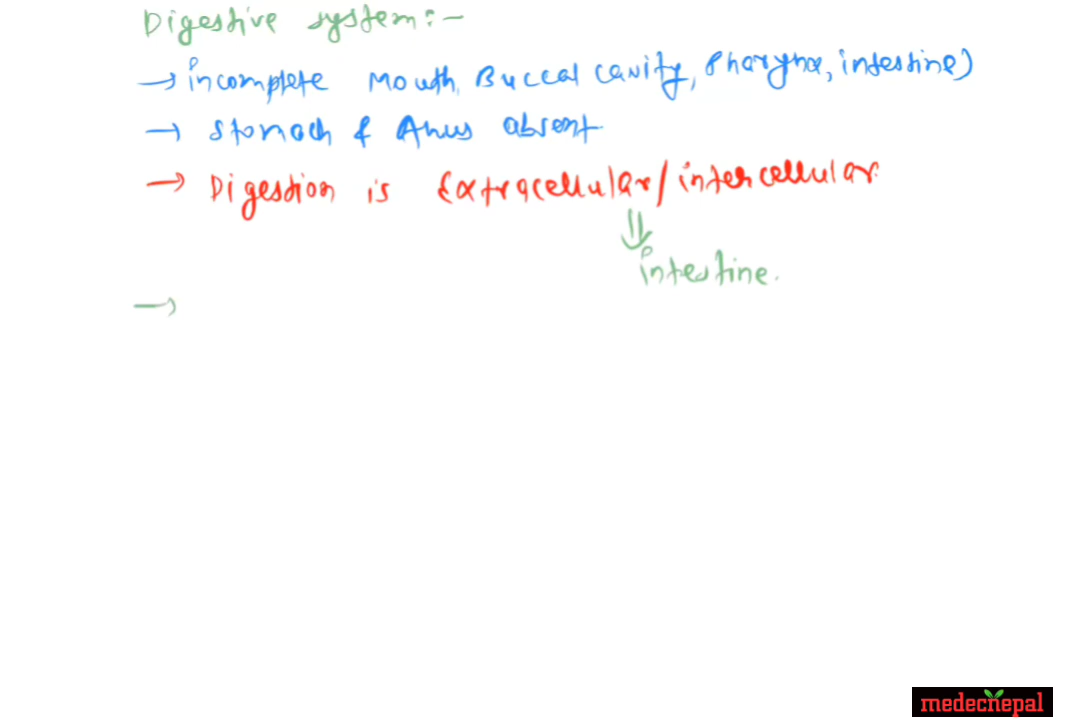 Digestive system:-
→ incomplete Mouth, Buccal cavity, Pharynx, intestine)
→ Stomach & Anus absent
→ Digestion is Extracellular/intercellular.
⇓
intestine.
→
medecnepal